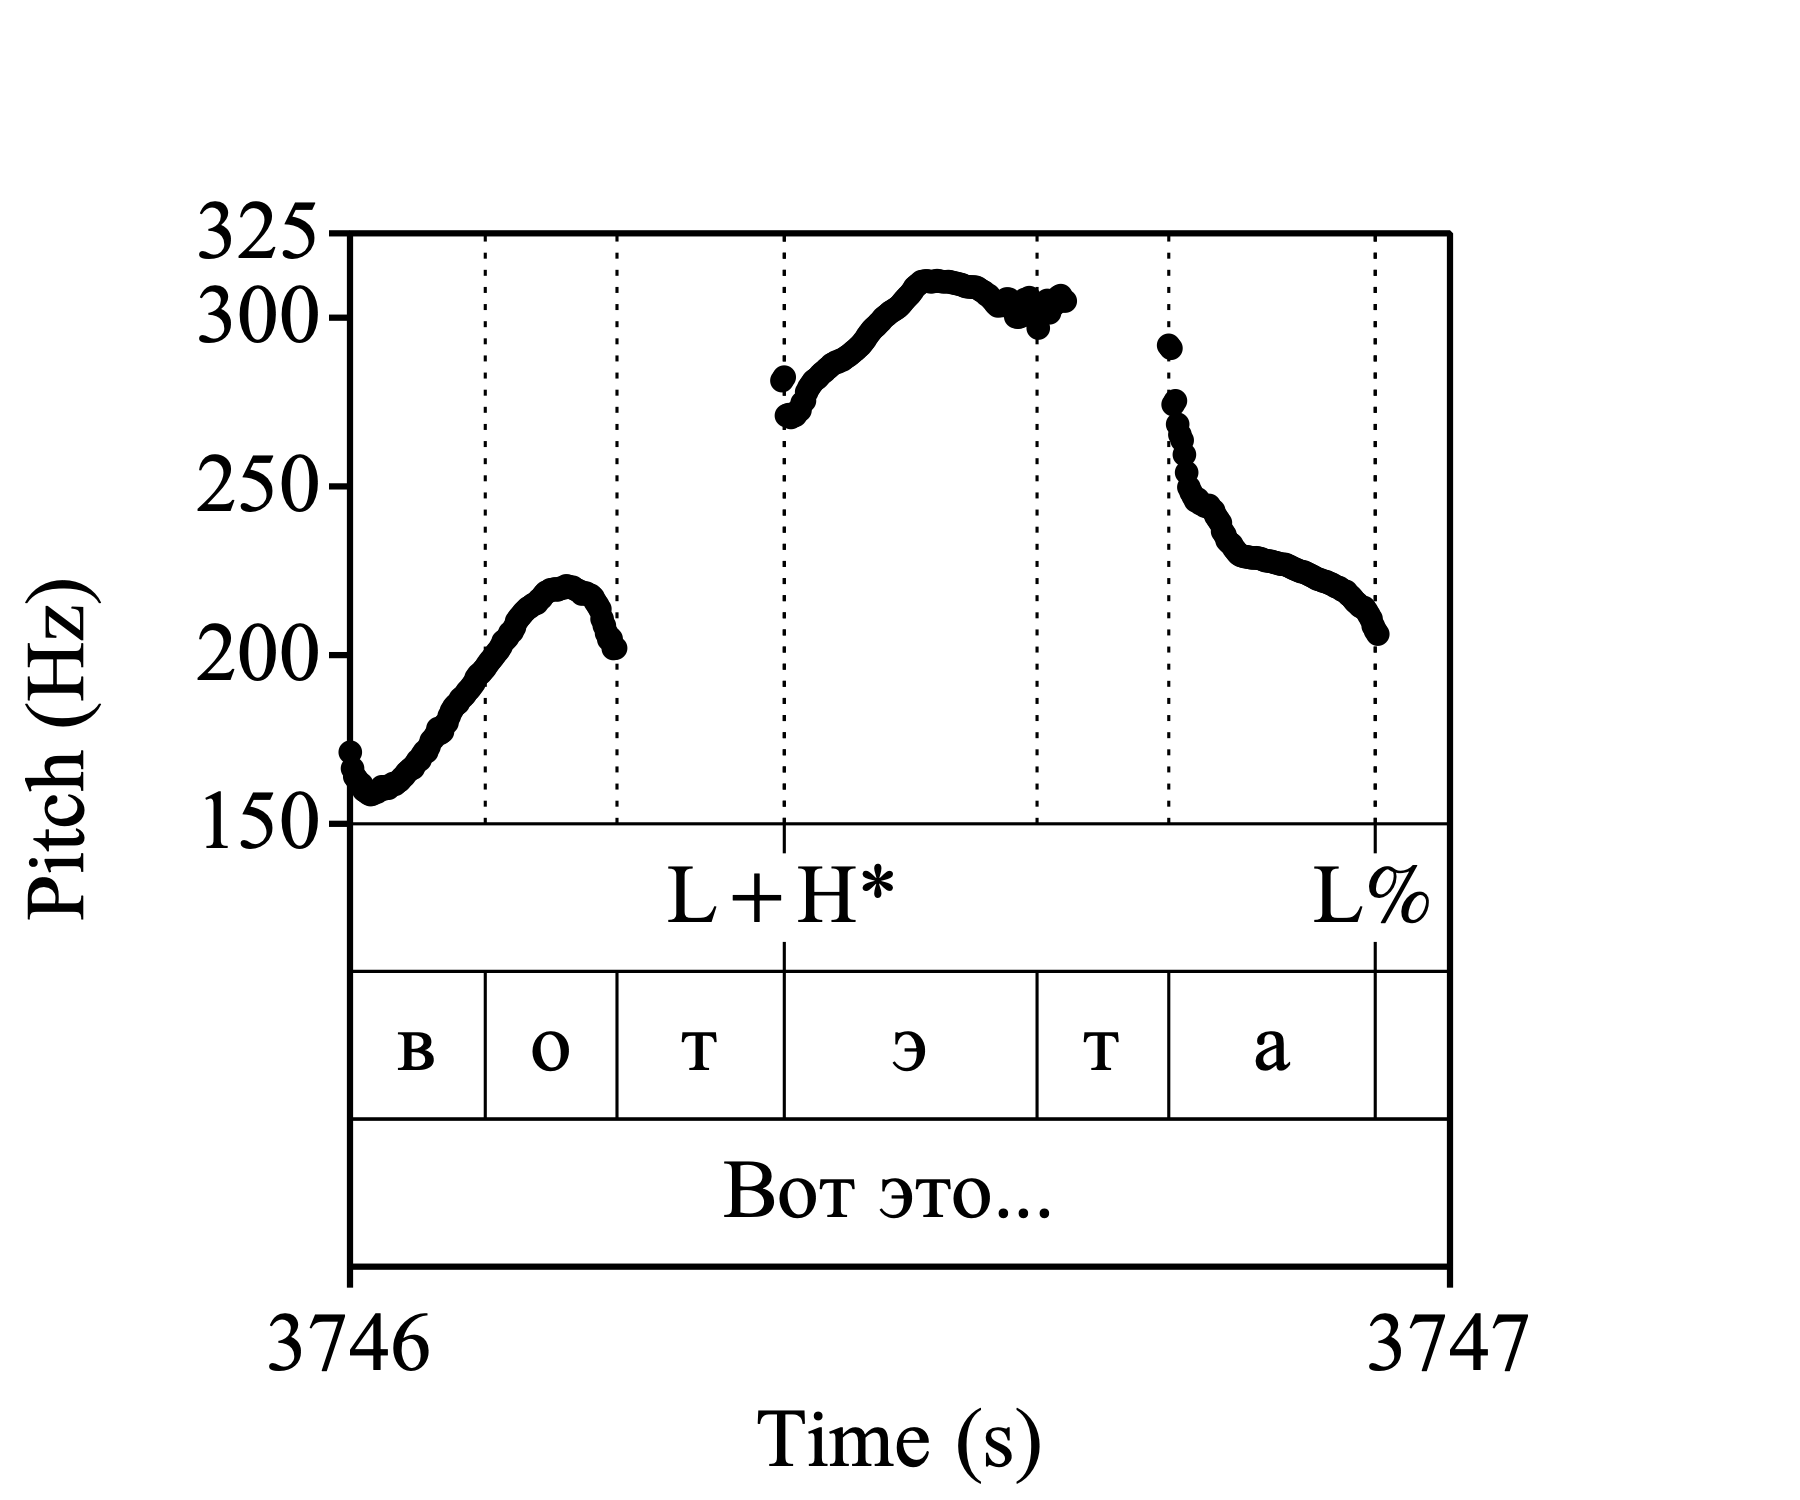 325
300
250
200
150
Pitch (Hz)
L+H* L%
в о т э т а
Вот это...
3746 3747
Time (s)